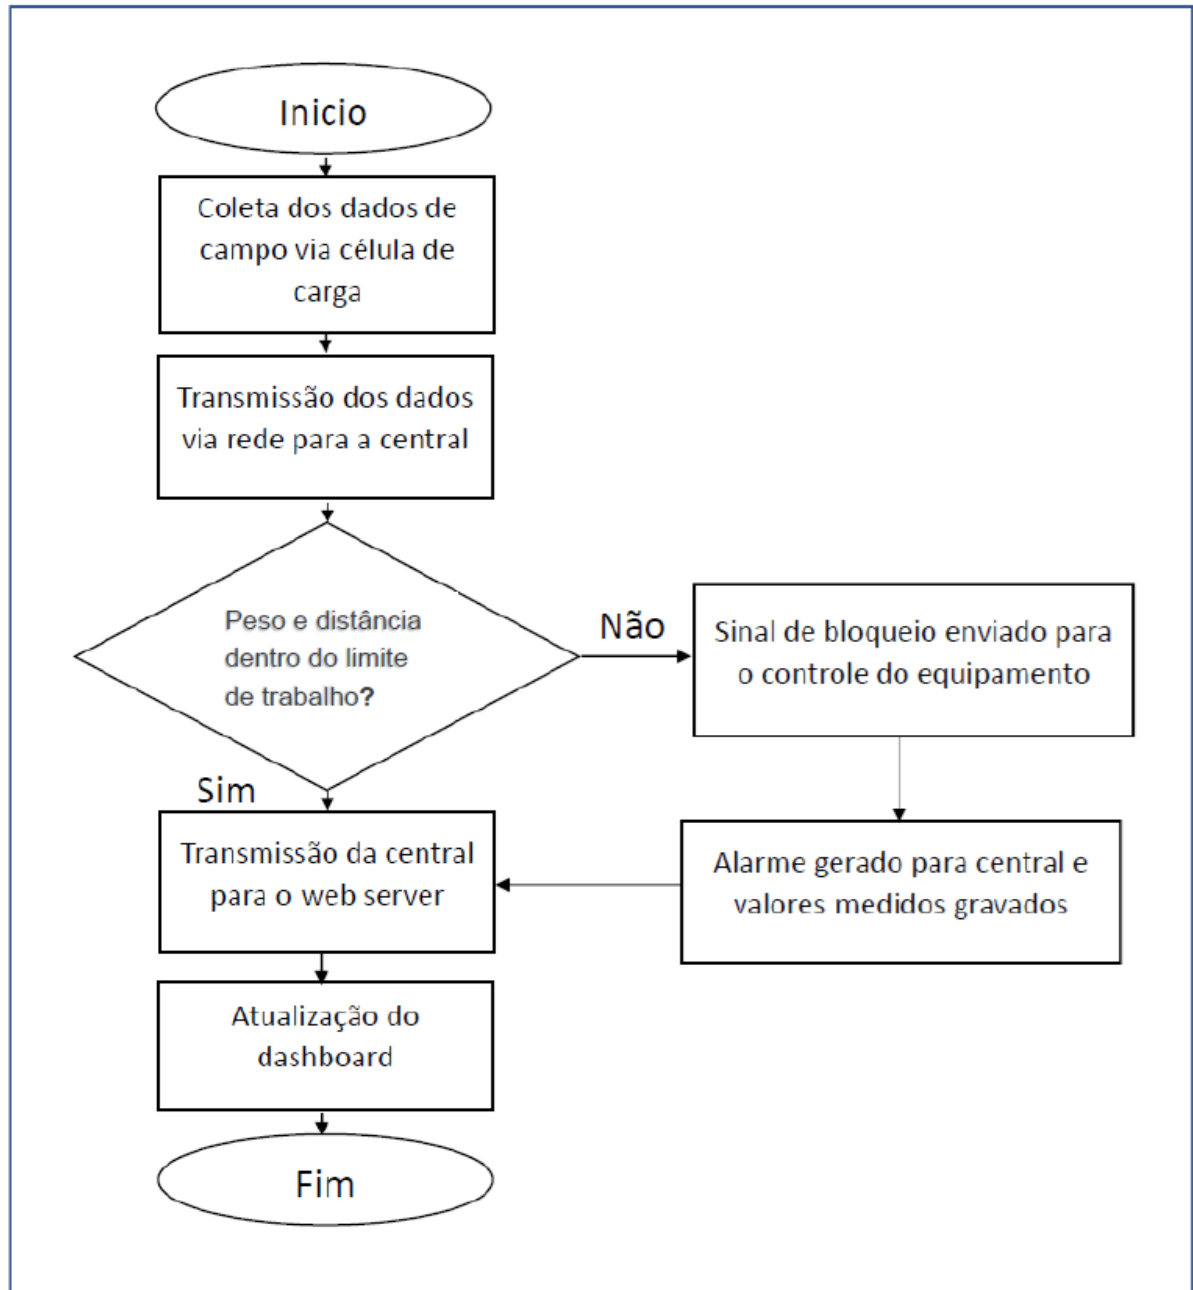 Inicio
Coleta dos dados de
campo via célula de
carga
Transmissão dos dados
via rede para a central
Peso e distância
dentro do limite
de trabalho?
Não
Sinal de bloqueio enviado para
o controle do equipamento
Sim
Transmissão da central
para o web server
Alarme gerado para central e
valores medidos gravados
Atualização do
dashboard
Fim